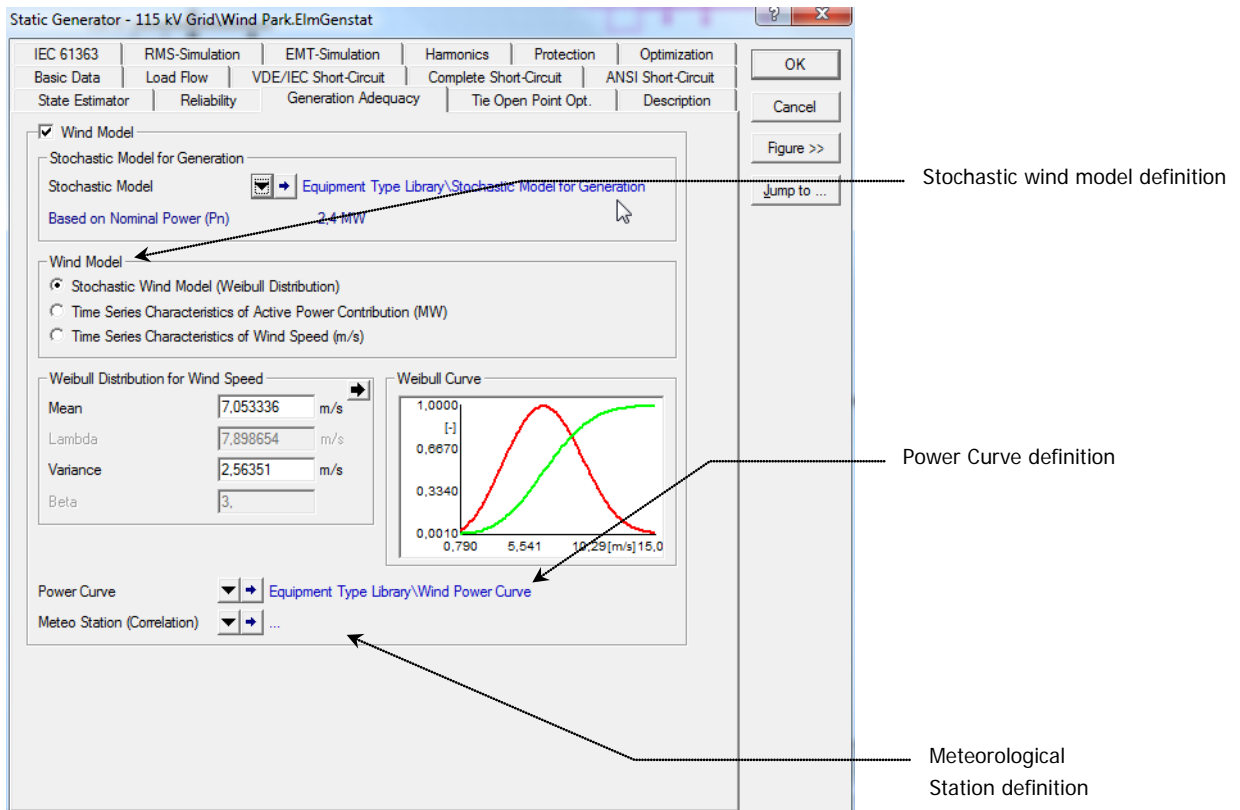 Static Generator - 115 kV Grid\Wind Park.ElmGenstat
?
X
IEC 61363 RMS-Simulation EMT-Simulation Harmonics Protection Optimization
Basic Data Load Flow VDE/IEC Short-Circuit Complete Short-Circuit ANSI Short-Circuit
State Estimator Reliability Generation Adequacy Tie Open Point Opt. Description
OK
Cancel
Figure >>
Jump to ...
Wind Model
Stochastic Model for Generation
Stochastic Model Equipment Type Library\Stochastic Model for Generation
Based on Nominal Power (Pn) 2,4 MW
Wind Model
Stochastic Wind Model (Weibull Distribution)
Time Series Characteristics of Active Power Contribution (MW)
Time Series Characteristics of Wind Speed (m/s)
Weibull Distribution for Wind Speed
Mean 7,053336 m/s
Lambda 7,898654 m/s
Variance 2,56351 m/s
Beta 3,
Weibull Curve
1,0000
[-]
0,6670
0,3340
0,0010
0,790 5,541 10,29[m/s]15,0
Power Curve Equipment Type Library\Wind Power Curve
Meteo Station (Correlation) ...
Stochastic wind model definition
Power Curve definition
Meteorological
Station definition